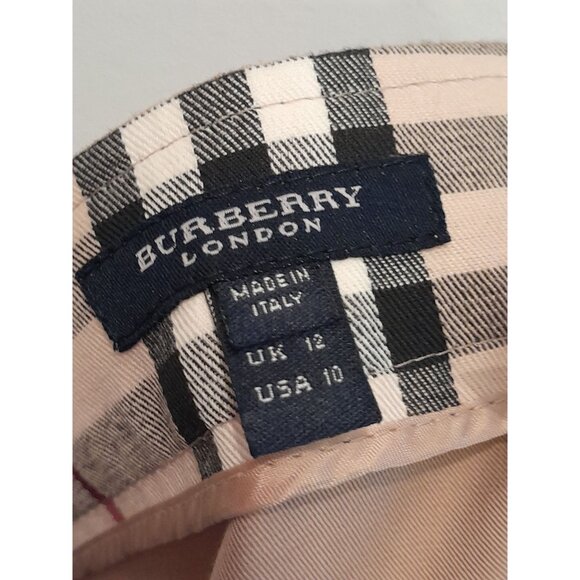 BURBERRY
LONDON
MADE IN
ITALY
UK 12
USA 10